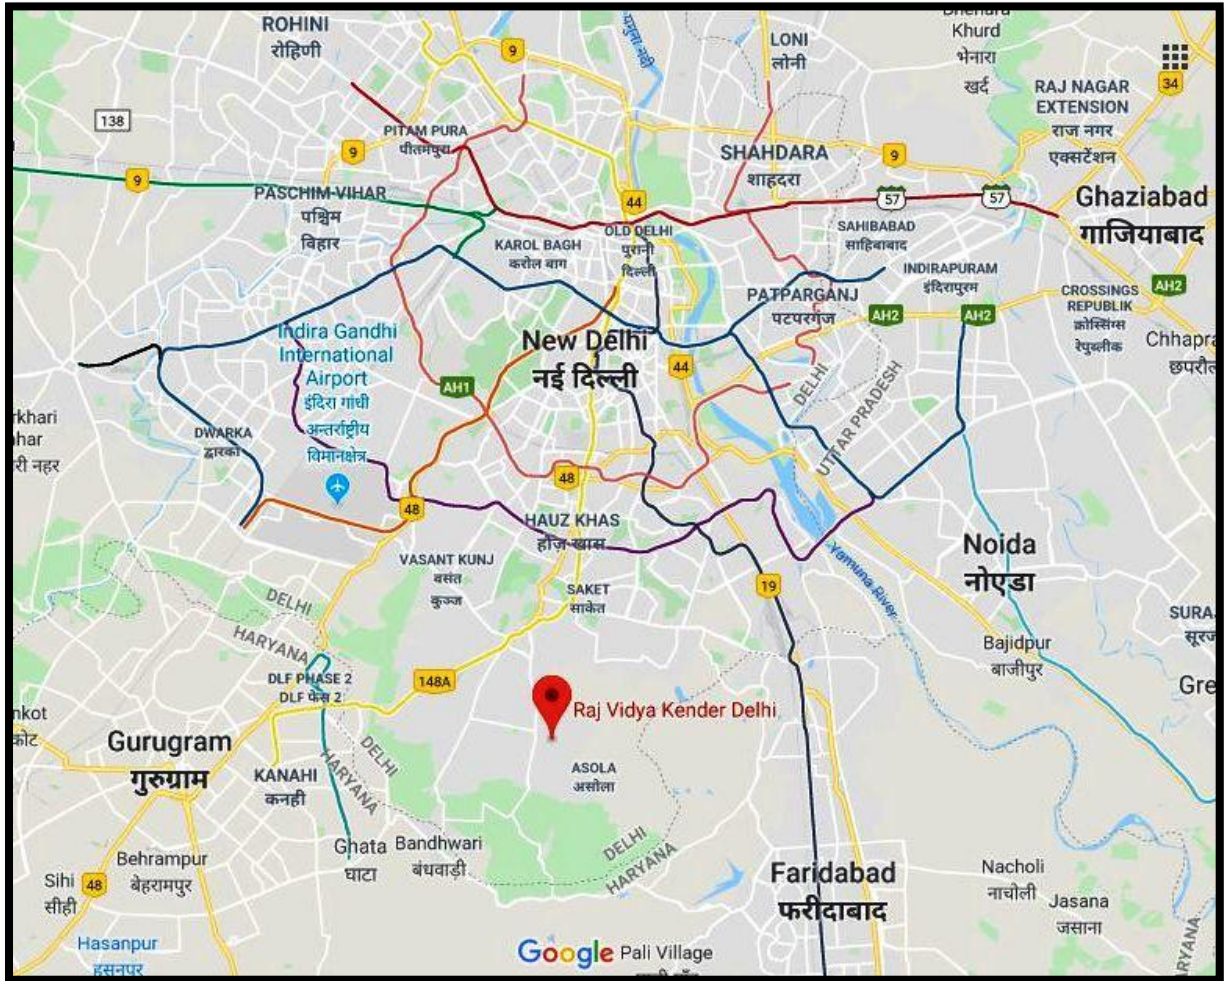 ROHINI
रोहिणी
9
यमुना नदी
LONI
लोनी
Khurd
भेनारा
खर्द
34
RAJ NAGAR
EXTENSION
राज नगर
एक्सटेंशन
138
PITAM PURA
पीतमपुरा
9
SHAHDARA
शाहदरा
9
9
PASCHIM VIHAR
पश्चिम
विहार
44
57
57
Ghaziabad
गाजियाबाद
KAROL BAGH
करोल बाग
OLD DELHI
पुरानी
दिल्ली
SAHIBABAD
साहिबाबाद
INDIRAPURAM
इंदिरापुरम
PATPARGANJ
पटपरगंज
AH2
AH2
CROSSINGS
REPUBLIK
क्रोसिंग्स
रेपुब्लीक
AH2
Indira Gandhi
International
Airport
इंदिरा गांधी
अन्तर्राष्ट्रीय
विमानक्षेत्र
New Delhi
नई दिल्ली
44
AH1
DELHI
UTTAR PRADESH
DWARKA
द्वारका
री नहर
48
48
HAUZ KHAS
हौज़ खास
VASANT KUNJ
वसंत
कुञ्ज
SAKET
साकेत
19
Yamuna River
Noida
नोएडा
DELHI
HARYANA
Bajidpur
बाजीपुर
DLF PHASE 2
DLF फेस 2
148A
Raj Vidya Kender Delhi
Gurugram
गुरुग्राम
DELHI
HARYANA
KANAHI
कनही
ASOLA
असोला
Ghata
घाटा
Bandhwari
बंधवाड़ी
DELHI
HARYANA
Behrampur
बेहरामपुर
Sihi
सीही
48
Faridabad
फरीदाबाद
Nacholi
नाचोली
Jasana
जसाना
Hasanpur
Google
Pali Village